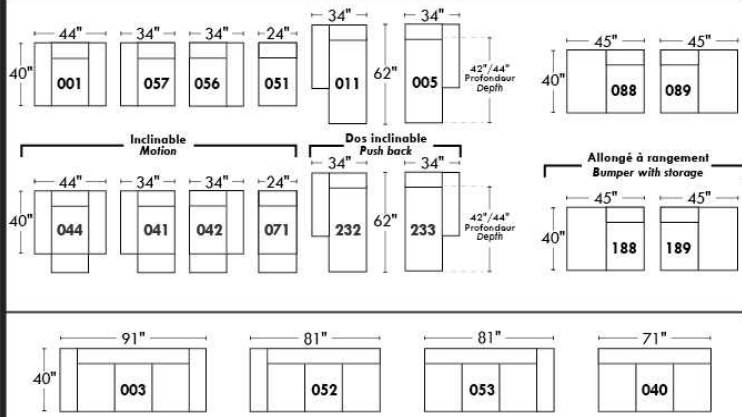 34" 34"
44" 34" 34" 24" 45" 45"
40" 001 057 056 051 011 62" 005 42"/44" Profondeur Depth 40" 088 089
Inclinable
Motion
Dos inclinable
Push back
Allongé à rangement
Bumper with storage
34" 34"
44" 34" 34" 24" 45" 45"
40" 044 041 042 071 232 62" 233 42"/44" Profondeur Depth 40" 188 189
91" 81" 81" 71"
40" 003 052 053 040